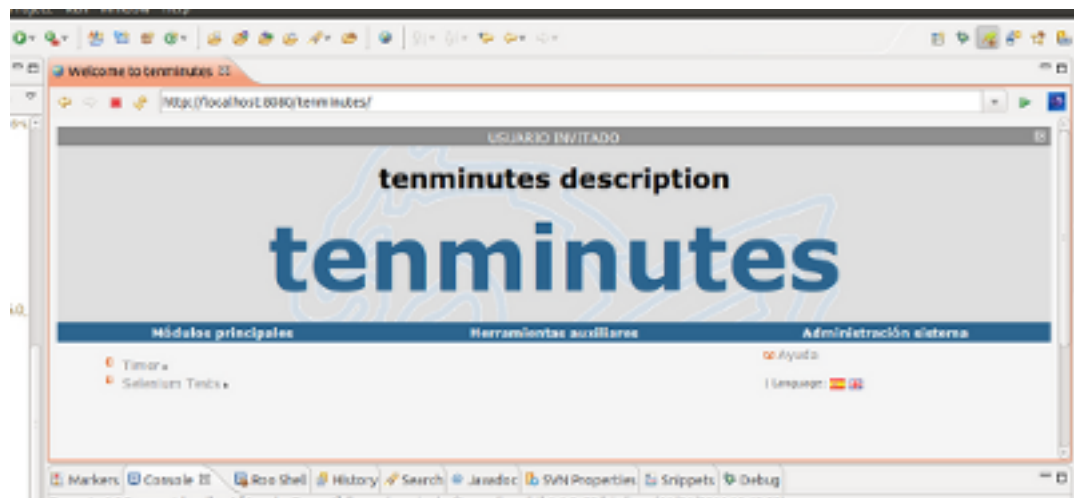 Welcome to tenminutes
http://localhost:8080/tenminutes/
USUARIO INVITADO
tenminutes description
tenminutes
Módulos principales Herramientas auxiliares Administración sistema
Timer
Ayuda
Selenium Tests
| Language:
Markers Console Roo Shell History Search Javadoc SVN Properties Snippets Debug